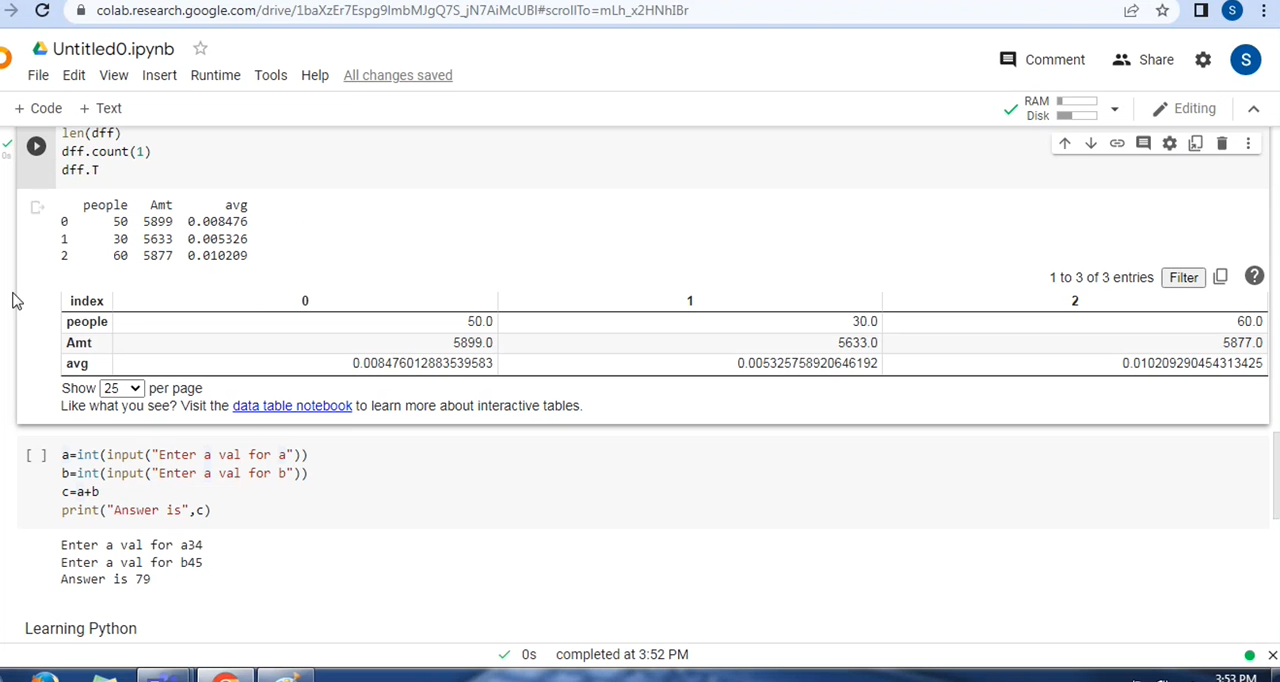 colab.research.google.com/drive/1baXzEr7Espg9ImbMJgQ7S_jN7AiMcUBI#scrollTo=mLh_x2HNhIBr
S
Untitled0.ipynb
File Edit View Insert Runtime Tools Help All changes saved
Comment Share S
+ Code + Text
RAM
Disk
Editing
len(dff)
dff.count(1)
dff.T
0s
people Amt avg
0 50 5899 0.008476
1 30 5633 0.005326
2 60 5877 0.010209
1 to 3 of 3 entries Filter
index 0 1 2
people 50.0 30.0 60.0
Amt 5899.0 5633.0 5877.0
avg 0.008476012883539583 0.005325758920646192 0.010209290454313425
Show 25 per page
Like what you see? Visit the data table notebook to learn more about interactive tables.
[ ] a=int(input("Enter a val for a"))
b=int(input("Enter a val for b"))
c=a+b
print("Answer is",c)
Enter a val for a34
Enter a val for b45
Answer is 79
Learning Python
0s completed at 3:52 PM
3:53 PM